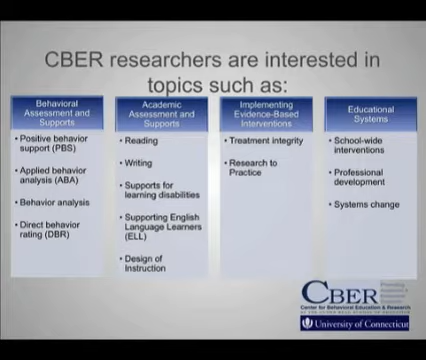 CBER researchers are interested in
topics such as:
Behavioral
Assessment and
Supports
• Positive behavior
support (PBS)
• Applied behavior
analysis (ABA)
• Behavior analysis
• Direct behavior
rating (DBR)
Academic
Assessment and
Supports
• Reading
• Writing
• Supports for
learning disabilities
• Supporting English
Language Learners
(ELL)
• Design of
Instruction
Implementing
Evidence-Based
Interventions
• Treatment integrity
• Research to
Practice
Educational
Systems
• School-wide
interventions
• Professional
development
• Systems change
CBER
Center for Behavioral Education & Research
University of Connecticut